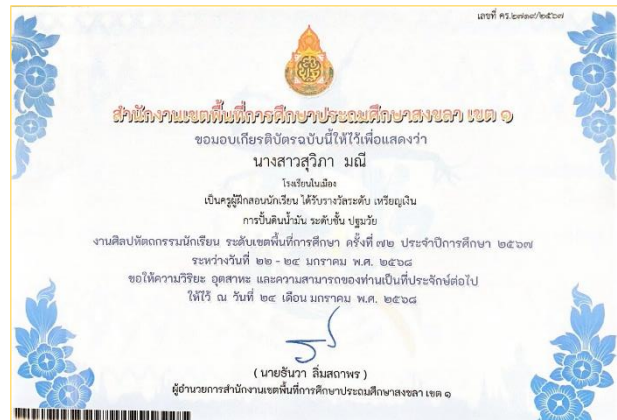 เลขที่ คร.๒๗๓๙/๒๕๖๗
สำนักงานเขตพื้นที่การศึกษาประถมศึกษาสงขลา เขต ๑
ขอมอบเกียรติบัตรฉบับนี้ให้ไว้เพื่อแสดงว่า
นางสาวสุวิภา มณี
โรงเรียนในเมือง
เป็นครูผู้ฝึกสอนนักเรียน ได้รับรางวัลระดับ เหรียญเงิน
การปั้นดินน้ำมัน ระดับชั้น ปฐมวัย
งานศิลปหัตถกรรมนักเรียน ระดับเขตพื้นที่การศึกษา ครั้งที่ ๗๒ ประจำปีการศึกษา ๒๕๖๗
ระหว่างวันที่ ๒๒ - ๒๔ มกราคม พ.ศ. ๒๕๖๘
ขอให้ความวิริยะ อุตสาหะ และความสามารถของท่านเป็นที่ประจักษ์ต่อไป
ให้ไว้ ณ วันที่ ๒๔ เดือน มกราคม พ.ศ. ๒๕๖๘
( นายธันวา ลิ่มสถาพร )
ผู้อำนวยการสำนักงานเขตพื้นที่การศึกษาประถมศึกษาสงขลา เขต ๑